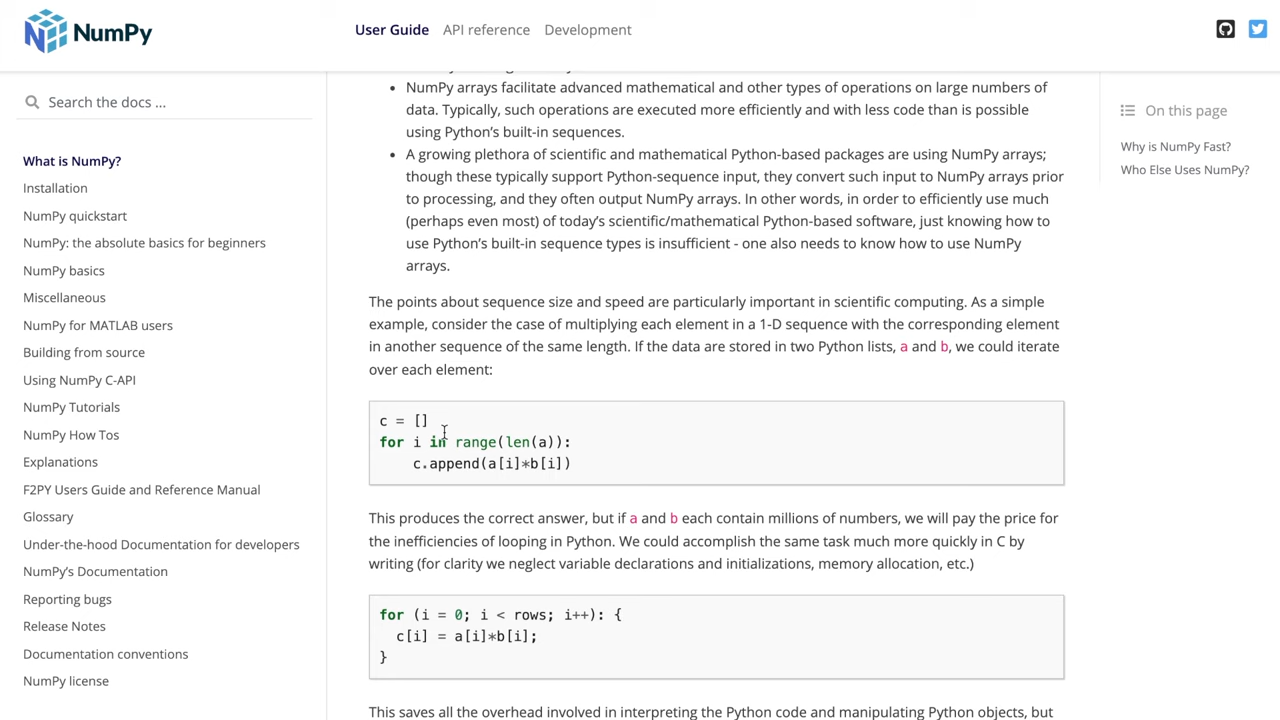 NumPy
User Guide
API reference
Development
Search the docs ...
What is NumPy?
Installation
NumPy quickstart
NumPy: the absolute basics for beginners
NumPy basics
Miscellaneous
NumPy for MATLAB users
Building from source
Using NumPy C-API
NumPy Tutorials
NumPy How Tos
Explanations
F2PY Users Guide and Reference Manual
Glossary
Under-the-hood Documentation for developers
NumPy's Documentation
Reporting bugs
Release Notes
Documentation conventions
NumPy license
• NumPy arrays facilitate advanced mathematical and other types of operations on large numbers of
data. Typically, such operations are executed more efficiently and with less code than is possible
using Python's built-in sequences.
• A growing plethora of scientific and mathematical Python-based packages are using NumPy arrays;
though these typically support Python-sequence input, they convert such input to NumPy arrays prior
to processing, and they often output NumPy arrays. In other words, in order to efficiently use much
(perhaps even most) of today's scientific/mathematical Python-based software, just knowing how to
use Python's built-in sequence types is insufficient - one also needs to know how to use NumPy
arrays.
The points about sequence size and speed are particularly important in scientific computing. As a simple
example, consider the case of multiplying each element in a 1-D sequence with the corresponding element
in another sequence of the same length. If the data are stored in two Python lists, a and b, we could iterate
over each element:
c = []
for i in range(len(a)):
    c.append(a[i]*b[i])
This produces the correct answer, but if a and b each contain millions of numbers, we will pay the price for
the inefficiencies of looping in Python. We could accomplish the same task much more quickly in C by
writing (for clarity we neglect variable declarations and initializations, memory allocation, etc.)
for (i = 0; i < rows; i++): {
  c[i] = a[i]*b[i];
}
This saves all the overhead involved in interpreting the Python code and manipulating Python objects, but
On this page
Why is NumPy Fast?
Who Else Uses NumPy?